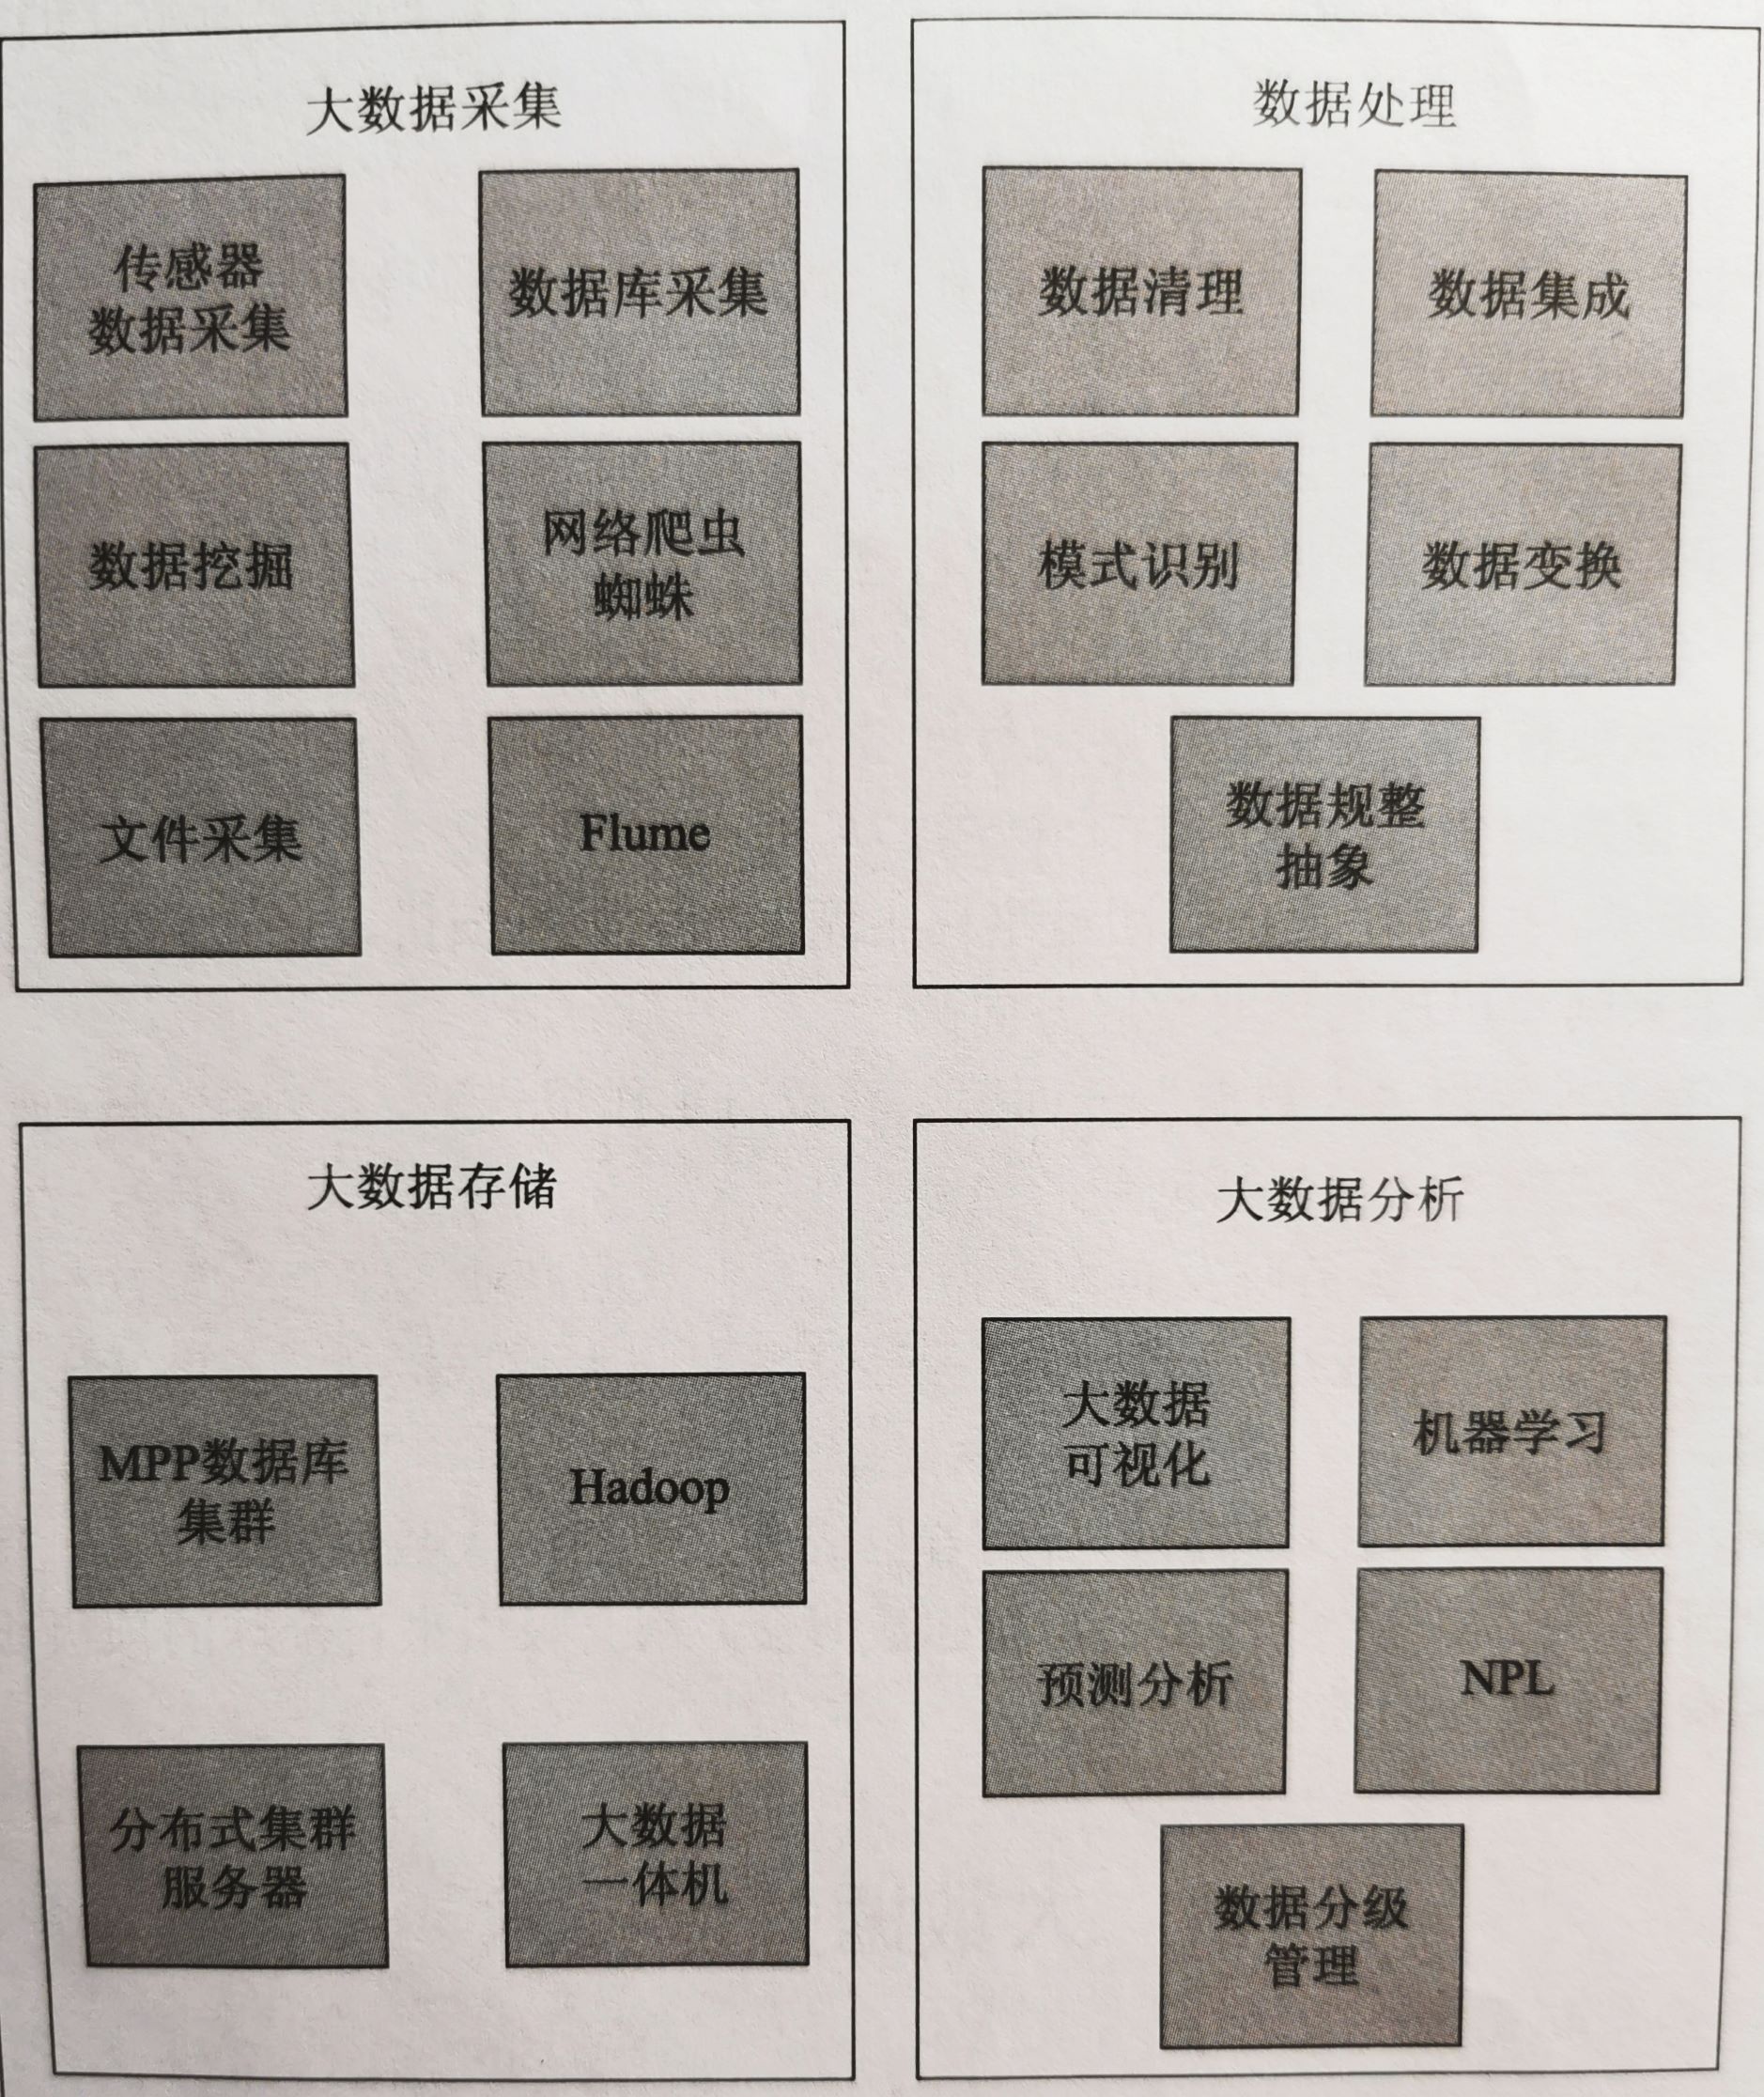 大数据采集
传感器
数据采集
数据库采集
数据挖掘
网络爬虫
蜘蛛
文件采集
Flume
数据处理
数据清理
数据集成
模式识别
数据变换
数据规整
抽象
大数据存储
MPP数据库
集群
Hadoop
分布式集群
服务器
大数据
一体机
大数据分析
大数据
可视化
机器学习
预测分析
NPL
数据分级
管理